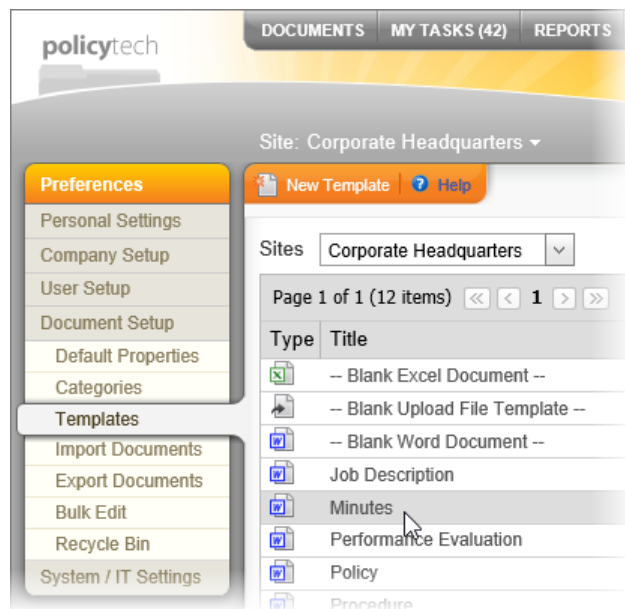 policytech
DOCUMENTS MY TASKS (42) REPORTS
Site: Corporate Headquarters
Preferences
Personal Settings
Company Setup
User Setup
Document Setup
Default Properties
Categories
Templates
Import Documents
Export Documents
Bulk Edit
Recycle Bin
System / IT Settings
New Template Help
Sites Corporate Headquarters
Page 1 of 1 (12 items) << < 1 > >>
Type Title
-- Blank Excel Document --
-- Blank Upload File Template --
-- Blank Word Document --
Job Description
Minutes
Performance Evaluation
Policy
Procedure